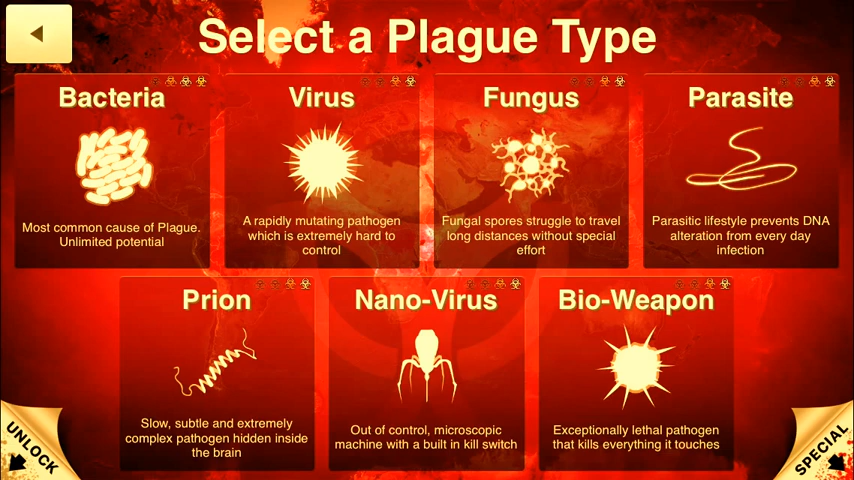 Select a Plague Type
Bacteria
Most common cause of Plague.
Unlimited potential
Virus
A rapidly mutating pathogen
which is extremely hard to
control
Fungus
Fungal spores struggle to travel
long distances without special
effort
Parasite
Parasitic lifestyle prevents DNA
alteration from every day
infection
Prion
Slow, subtle and extremely
complex pathogen hidden inside
the brain
Nano-Virus
Out of control, microscopic
machine with a built in kill switch
Bio-Weapon
Exceptionally lethal pathogen
that kills everything it touches
UNLOCK
SPECIAL